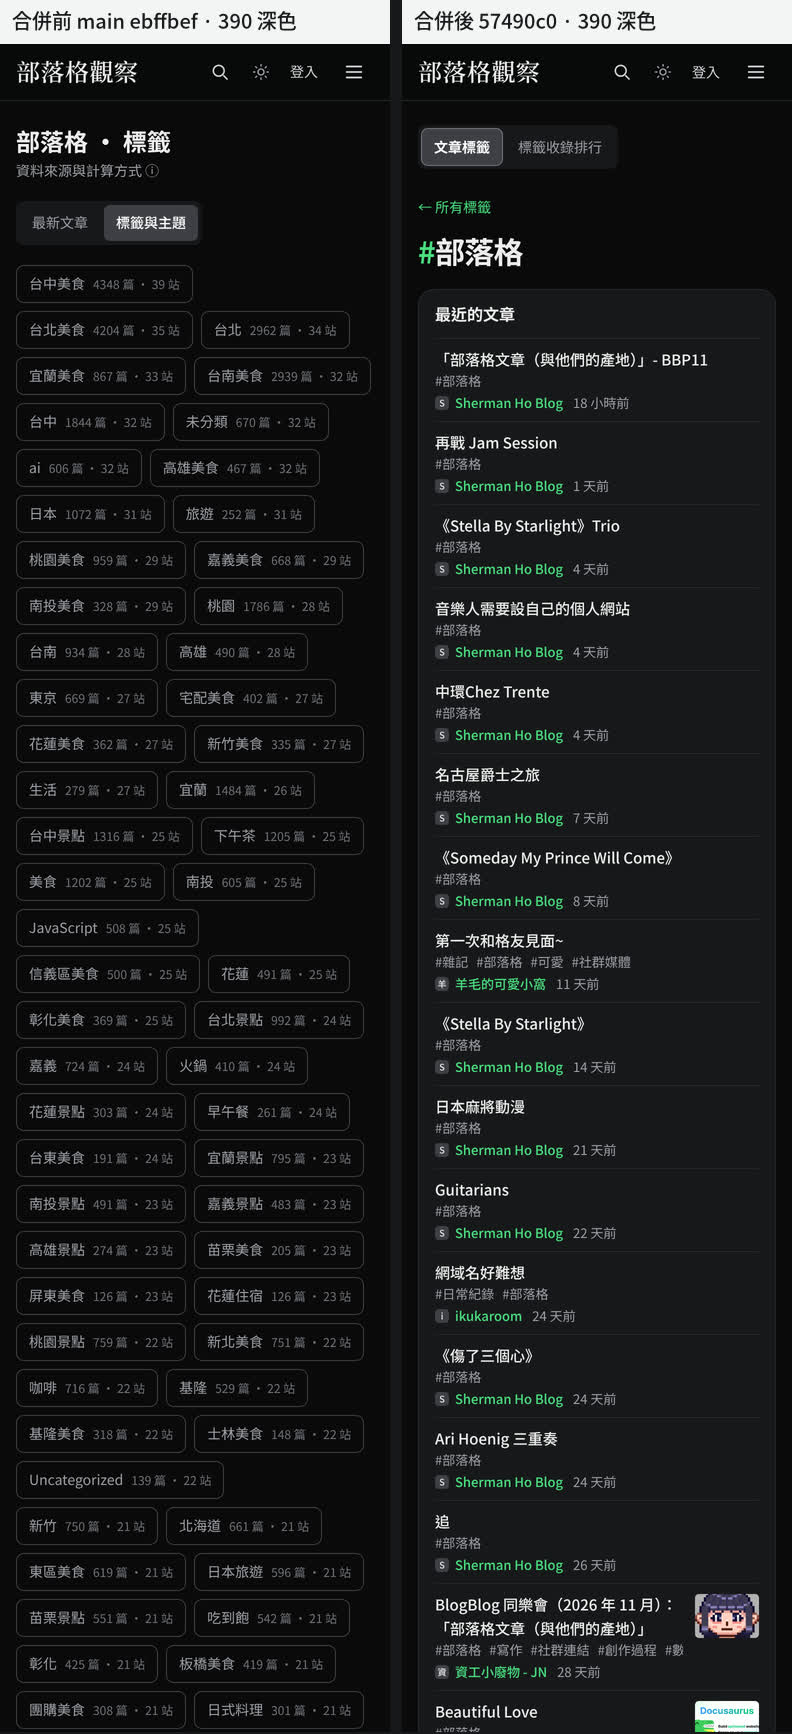 合併前 main ebffbef · 390 深色
部落格觀察
登入
部落格 · 標籤
資料來源與計算方式 ⓘ
最新文章 標籤與主題
台中美食 4348 篇 · 39 站
台北美食 4204 篇 · 35 站 台北 2962 篇 · 34 站
宜蘭美食 867 篇 · 33 站 台南美食 2939 篇 · 32 站
台中 1844 篇 · 32 站 未分類 670 篇 · 32 站
ai 606 篇 · 32 站 高雄美食 467 篇 · 32 站
日本 1072 篇 · 31 站 旅遊 252 篇 · 31 站
桃園美食 959 篇 · 29 站 嘉義美食 668 篇 · 29 站
南投美食 328 篇 · 29 站 桃園 1786 篇 · 28 站
台南 934 篇 · 28 站 高雄 490 篇 · 28 站
東京 669 篇 · 27 站 宅配美食 402 篇 · 27 站
花蓮美食 362 篇 · 27 站 新竹美食 335 篇 · 27 站
生活 279 篇 · 27 站 宜蘭 1484 篇 · 26 站
台中景點 1316 篇 · 25 站 下午茶 1205 篇 · 25 站
美食 1202 篇 · 25 站 南投 605 篇 · 25 站
JavaScript 508 篇 · 25 站
信義區美食 500 篇 · 25 站 花蓮 491 篇 · 25 站
彰化美食 369 篇 · 25 站 台北景點 992 篇 · 24 站
嘉義 724 篇 · 24 站 火鍋 410 篇 · 24 站
花蓮景點 303 篇 · 24 站 早午餐 261 篇 · 24 站
台東美食 191 篇 · 24 站 宜蘭景點 795 篇 · 23 站
南投景點 491 篇 · 23 站 嘉義景點 483 篇 · 23 站
高雄景點 274 篇 · 23 站 苗栗美食 205 篇 · 23 站
屏東美食 126 篇 · 23 站 花蓮住宿 126 篇 · 23 站
桃園景點 759 篇 · 22 站 新北美食 751 篇 · 22 站
咖啡 716 篇 · 22 站 基隆 529 篇 · 22 站
基隆美食 318 篇 · 22 站 士林美食 148 篇 · 22 站
Uncategorized 139 篇 · 22 站
新竹 750 篇 · 21 站 北海道 661 篇 · 21 站
東區美食 619 篇 · 21 站 日本旅遊 596 篇 · 21 站
苗栗景點 551 篇 · 21 站 吃到飽 542 篇 · 21 站
彰化 425 篇 · 21 站 板橋美食 419 篇 · 21 站
團購美食 308 篇 · 21 站 日式料理 301 篇 · 21 站
合併後 57490c0 · 390 深色
部落格觀察
登入
文章標籤 標籤收錄排行
← 所有標籤
#部落格
最近的文章
「部落格文章（與他們的產地）」- BBP11
#部落格
S Sherman Ho Blog 18 小時前
再戰 Jam Session
#部落格
S Sherman Ho Blog 1 天前
《Stella By Starlight》Trio
#部落格
S Sherman Ho Blog 4 天前
音樂人需要設自己的個人網站
#部落格
S Sherman Ho Blog 4 天前
中環Chez Trente
#部落格
S Sherman Ho Blog 4 天前
名古屋爵士之旅
#部落格
S Sherman Ho Blog 7 天前
《Someday My Prince Will Come》
#部落格
S Sherman Ho Blog 8 天前
第一次和格友見面~
#雜記 #部落格 #可愛 #社群媒體
羊 羊毛的可愛小窩 11 天前
《Stella By Starlight》
#部落格
S Sherman Ho Blog 14 天前
日本麻將動漫
#部落格
S Sherman Ho Blog 21 天前
Guitarians
#部落格
S Sherman Ho Blog 22 天前
網域名好難想
#日常紀錄 #部落格
i ikukaroom 24 天前
《傷了三個心》
#部落格
S Sherman Ho Blog 24 天前
Ari Hoenig 三重奏
#部落格
S Sherman Ho Blog 24 天前
追
#部落格
S Sherman Ho Blog 26 天前
BlogBlog 同樂會（2026 年 11 月）：
「部落格文章（與他們的產地）」
#部落格 #寫作 #社群連結 #創作過程 #數
資 資工小廢物 - JN 28 天前
Beautiful Love
#部落格
Docusaurus